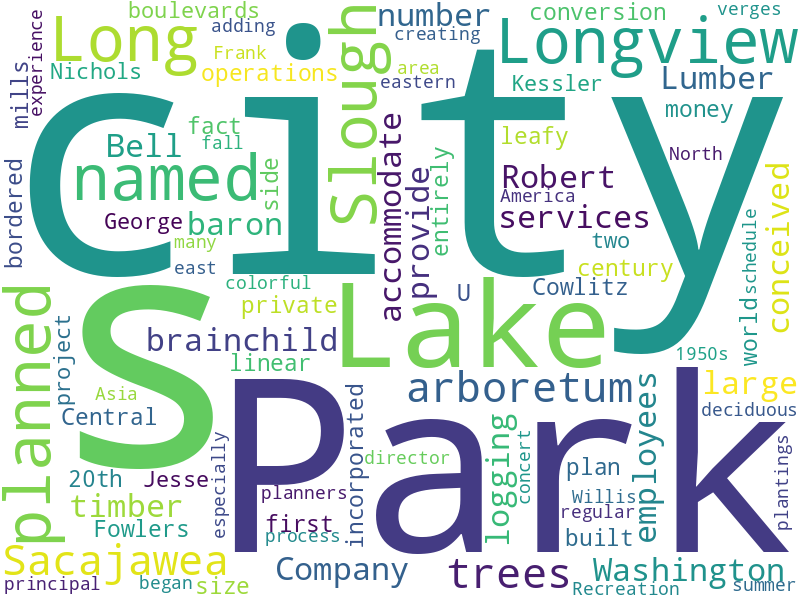 boulevards
adding
number
conversion
verges
Long
Frank
creating
Longview
Nichols
operations
area
eastern
Kessler
Lumber
experience
mills
Slough
money
city
fact
fall
leafy
Bell
North
named
side
accommodate
entirely
Robert
America
bordered
George
baron
services
many
provide
two
east
century
conceived
colorful
U
Cowlitz
schedule
world
private
S
Lake
planned
project
brainchild
linear
1950s
Asia
arboretum
large
Central
deciduous
Park
incorporated
logging
concert
employees
director
20th
Jesse
plan
especially
planners
Willis
plantings
timber
first
regular
Fowlers
process
built
Sacajawea
Company
trees
Washington
principal
began
size
Recreation
summer